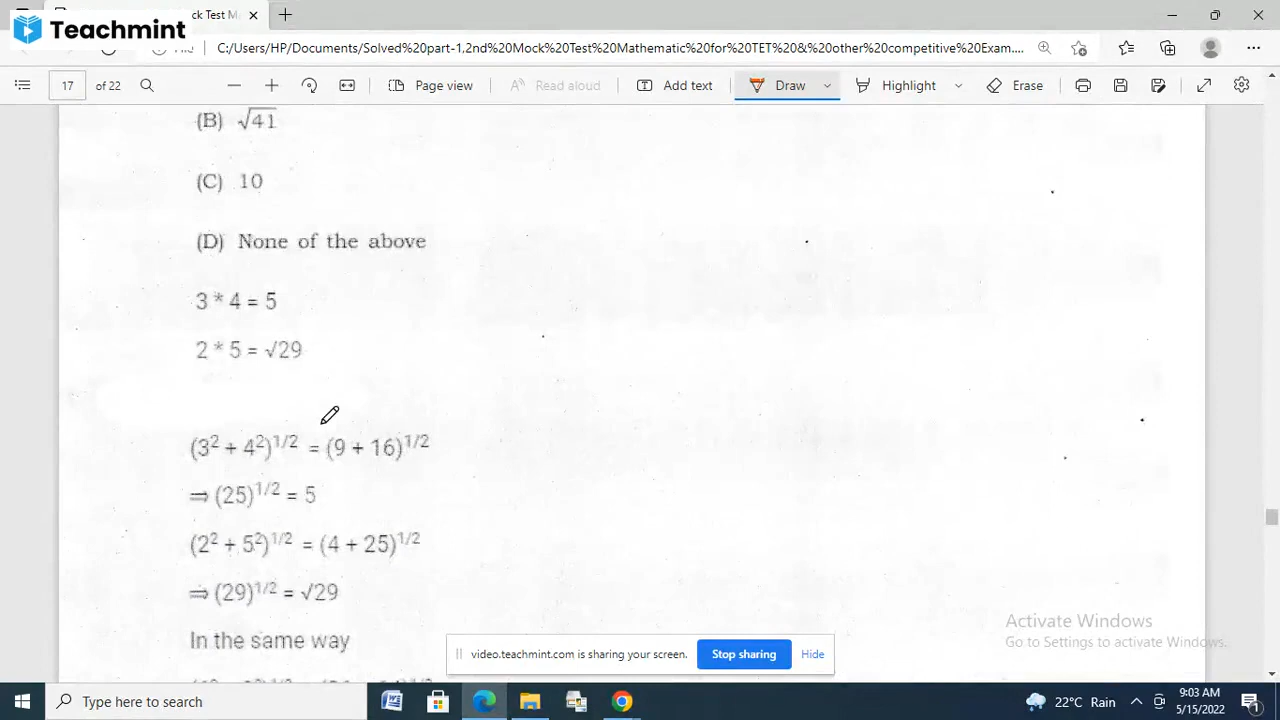 Teachmint
ck Test M
C:/Users/HP/Documents/Solved%20part-1,2nd%20Mock%20Test%20Mathematic%20for%20TET%20&%20other%20competitive%20Exam....
17 of 22
Page view
Read aloud
Add text
Draw
Highlight
Erase
(B) √41
(C) 10
(D) None of the above
3 * 4 = 5
2 * 5 = √29
(3² + 4²)^1/2 = (9 + 16)^1/2
⇒ (25)^1/2 = 5
(2² + 5²)^1/2 = (4 + 25)^1/2
⇒ (29)^1/2 = √29
In the same way
Activate Windows
Go to Settings to activate Windows.
video.teachmint.com is sharing your screen.
Stop sharing
Hide
Type here to search
22°C Rain
9:03 AM
5/15/2022
1